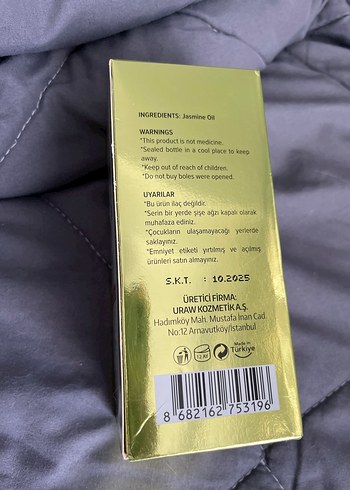 INGREDIENTS: Jasmine Oil
WARNINGS
*This product is not medicine.
*Sealed bottle in a cool place to keep
away.
*Keep out of reach of children.
*Do not buy boles were opened.
UYARILAR
*Bu ürün ilaç değildir.
*Serin bir yerde şişe ağzı kapalı olarak
muhafaza ediniz.
*Çocukların ulaşamayacağı yerlerde
saklayınız.
*Emniyet etiketi yırtılmış ve açılmış
ürünleri satın almayınız.
S.K.T. : 10.2025
ÜRETİCİ FİRMA:
URAW KOZMETİK A.Ş.
Hadımköy Mah. Mustafa İnan Cad.
No:12 Arnavutköy/İstanbul
12 AY
Made in
Türkiye
8 682162 753196